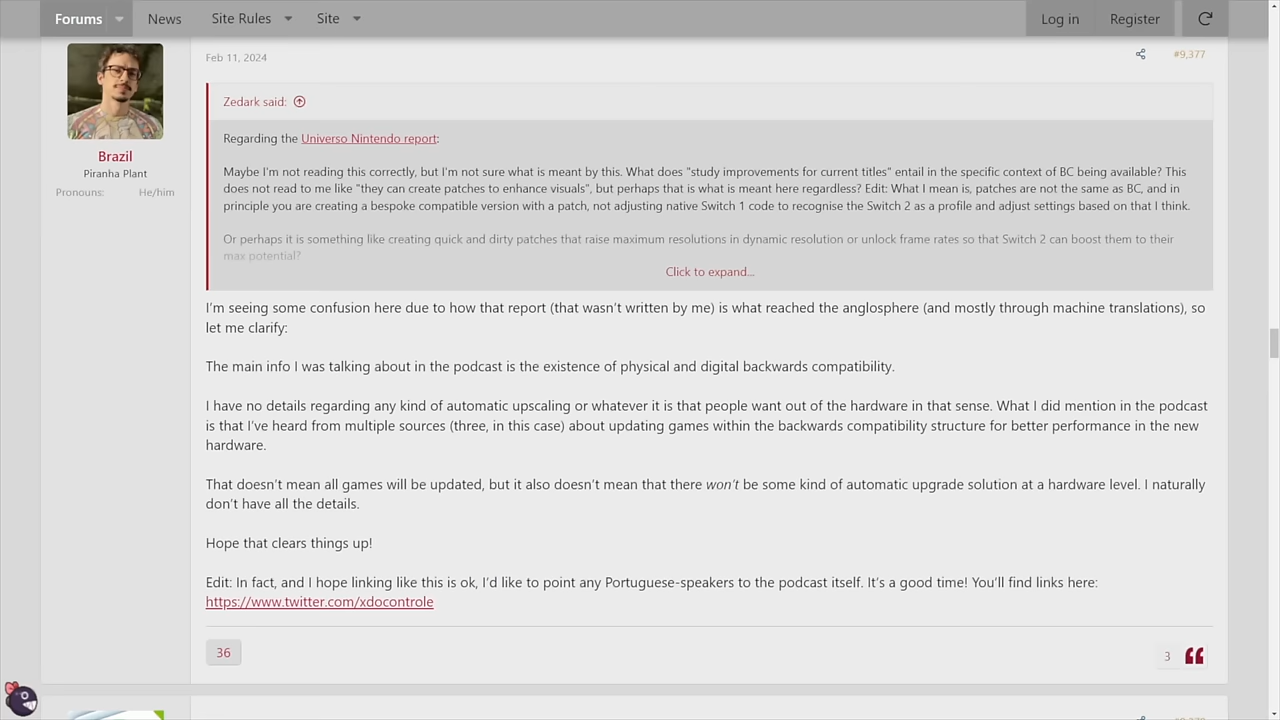 Forums
News
Site Rules
Site
Log in
Register
Brazil
Piranha Plant
Pronouns: He/him
Feb 11, 2024
#9,377
Zedark said:
Regarding the Universo Nintendo report:
Maybe I'm not reading this correctly, but I'm not sure what is meant by this. What does "study improvements for current titles" entail in the specific context of BC being available? This
does not read to me like "they can create patches to enhance visuals", but perhaps that is what is meant here regardless? Edit: What I mean is, patches are not the same as BC, and in
principle you are creating a bespoke compatible version with a patch, not adjusting native Switch 1 code to recognise the Switch 2 as a profile and adjust settings based on that I think.
Or perhaps it is something like creating quick and dirty patches that raise maximum resolutions in dynamic resolution or unlock frame rates so that Switch 2 can boost them to their
max potential?
Click to expand...
I'm seeing some confusion here due to how that report (that wasn't written by me) is what reached the anglosphere (and mostly through machine translations), so
let me clarify:
The main info I was talking about in the podcast is the existence of physical and digital backwards compatibility.
I have no details regarding any kind of automatic upscaling or whatever it is that people want out of the hardware in that sense. What I did mention in the podcast
is that I've heard from multiple sources (three, in this case) about updating games within the backwards compatibility structure for better performance in the new
hardware.
That doesn't mean all games will be updated, but it also doesn't mean that there won't be some kind of automatic upgrade solution at a hardware level. I naturally
don't have all the details.
Hope that clears things up!
Edit: In fact, and I hope linking like this is ok, I'd like to point any Portuguese-speakers to the podcast itself. It's a good time! You'll find links here:
https://www.twitter.com/xdocontrole
36
3